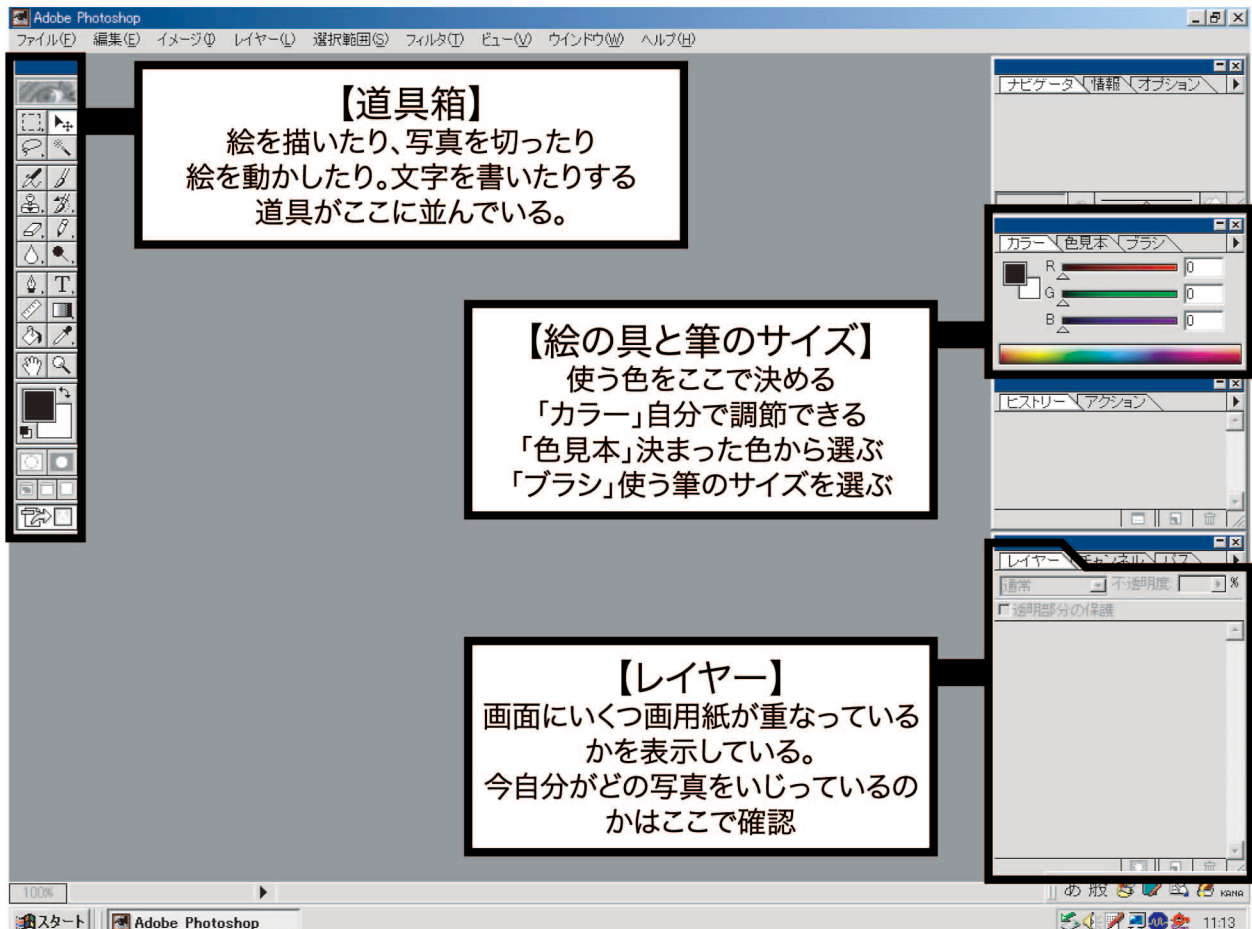 Adobe Photoshop
ファイル(F) 編集(E) イメージ(I) レイヤー(L) 選択範囲(S) フィルタ(T) ビュー(V) ウインドウ(W) ヘルプ(H)
【道具箱】
絵を描いたり、写真を切ったり
絵を動かしたり。文字を書いたりする
道具がここに並んでいる。
ナビゲータ 情報 オプション
カラー 色見本 ブラシ
R 0
G 0
B 0
【絵の具と筆のサイズ】
使う色をここで決める
「カラー」自分で調節できる
「色見本」決まった色から選ぶ
「ブラシ」使う筆のサイズを選ぶ
ヒストリー アクション
レイヤー チャンネル パス
通常 不透明度: %
透明部分の保護
【レイヤー】
画面にいくつ画用紙が重なっている
かを表示している。
今自分がどの写真をいじっているの
かはここで確認
100%
あ 般 KANA
スタート Adobe Photoshop 11:13
T